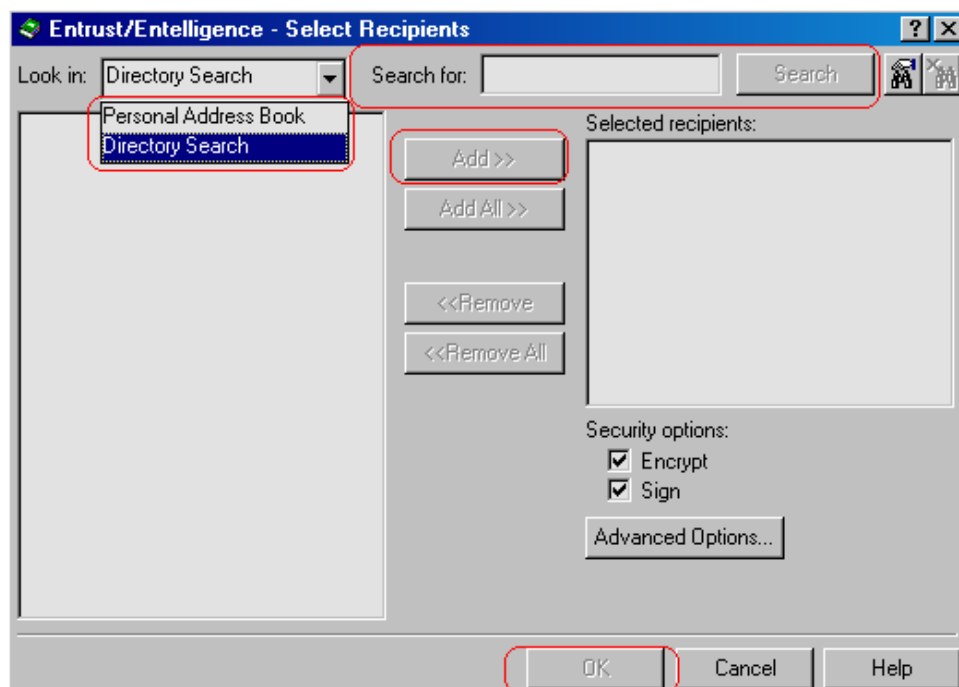 Entrust/Entelligence - Select Recipients
Look in: Directory Search Search for: Search
Personal Address Book
Directory Search
Selected recipients:
Add >>
Add All >>
<<Remove
<<Remove All
Security options:
Encrypt
Sign
Advanced Options...
OK Cancel Help